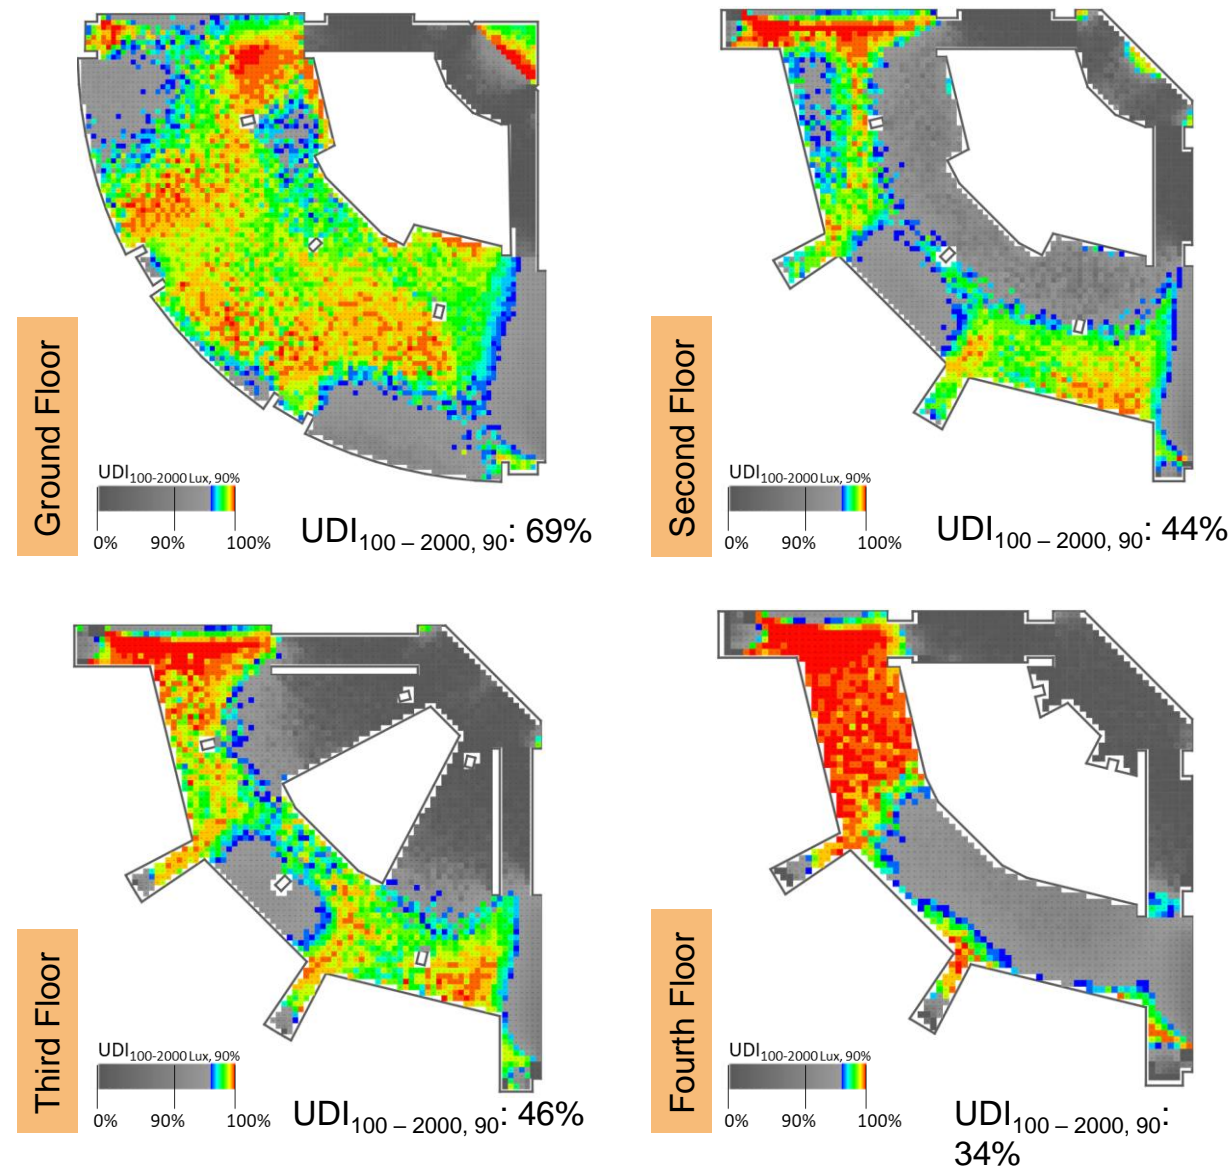 Ground Floor
UDI100-2000 Lux, 90%
0% 90% 100%
UDI100 – 2000, 90: 69%
Second Floor
UDI100-2000 Lux, 90%
0% 90% 100%
UDI100 – 2000, 90: 44%
Third Floor
UDI100-2000 Lux, 90%
0% 90% 100%
UDI100 – 2000, 90: 46%
Fourth Floor
UDI100-2000 Lux, 90%
0% 90% 100%
UDI100 – 2000, 90:
34%